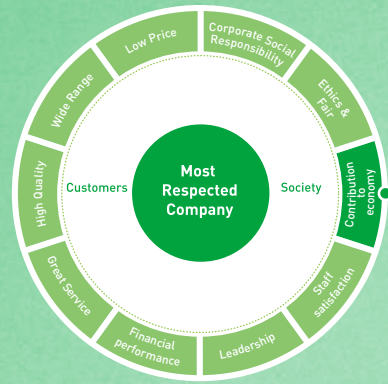 Low Price
Corporate Social
Responsibility
Ethics &
Fair
Contribution
to
economy
Staff
satisfaction
Leadership
Financial
performance
Great Service
High Quality
Wide Range
Customers
Most
Respected
Company
Society